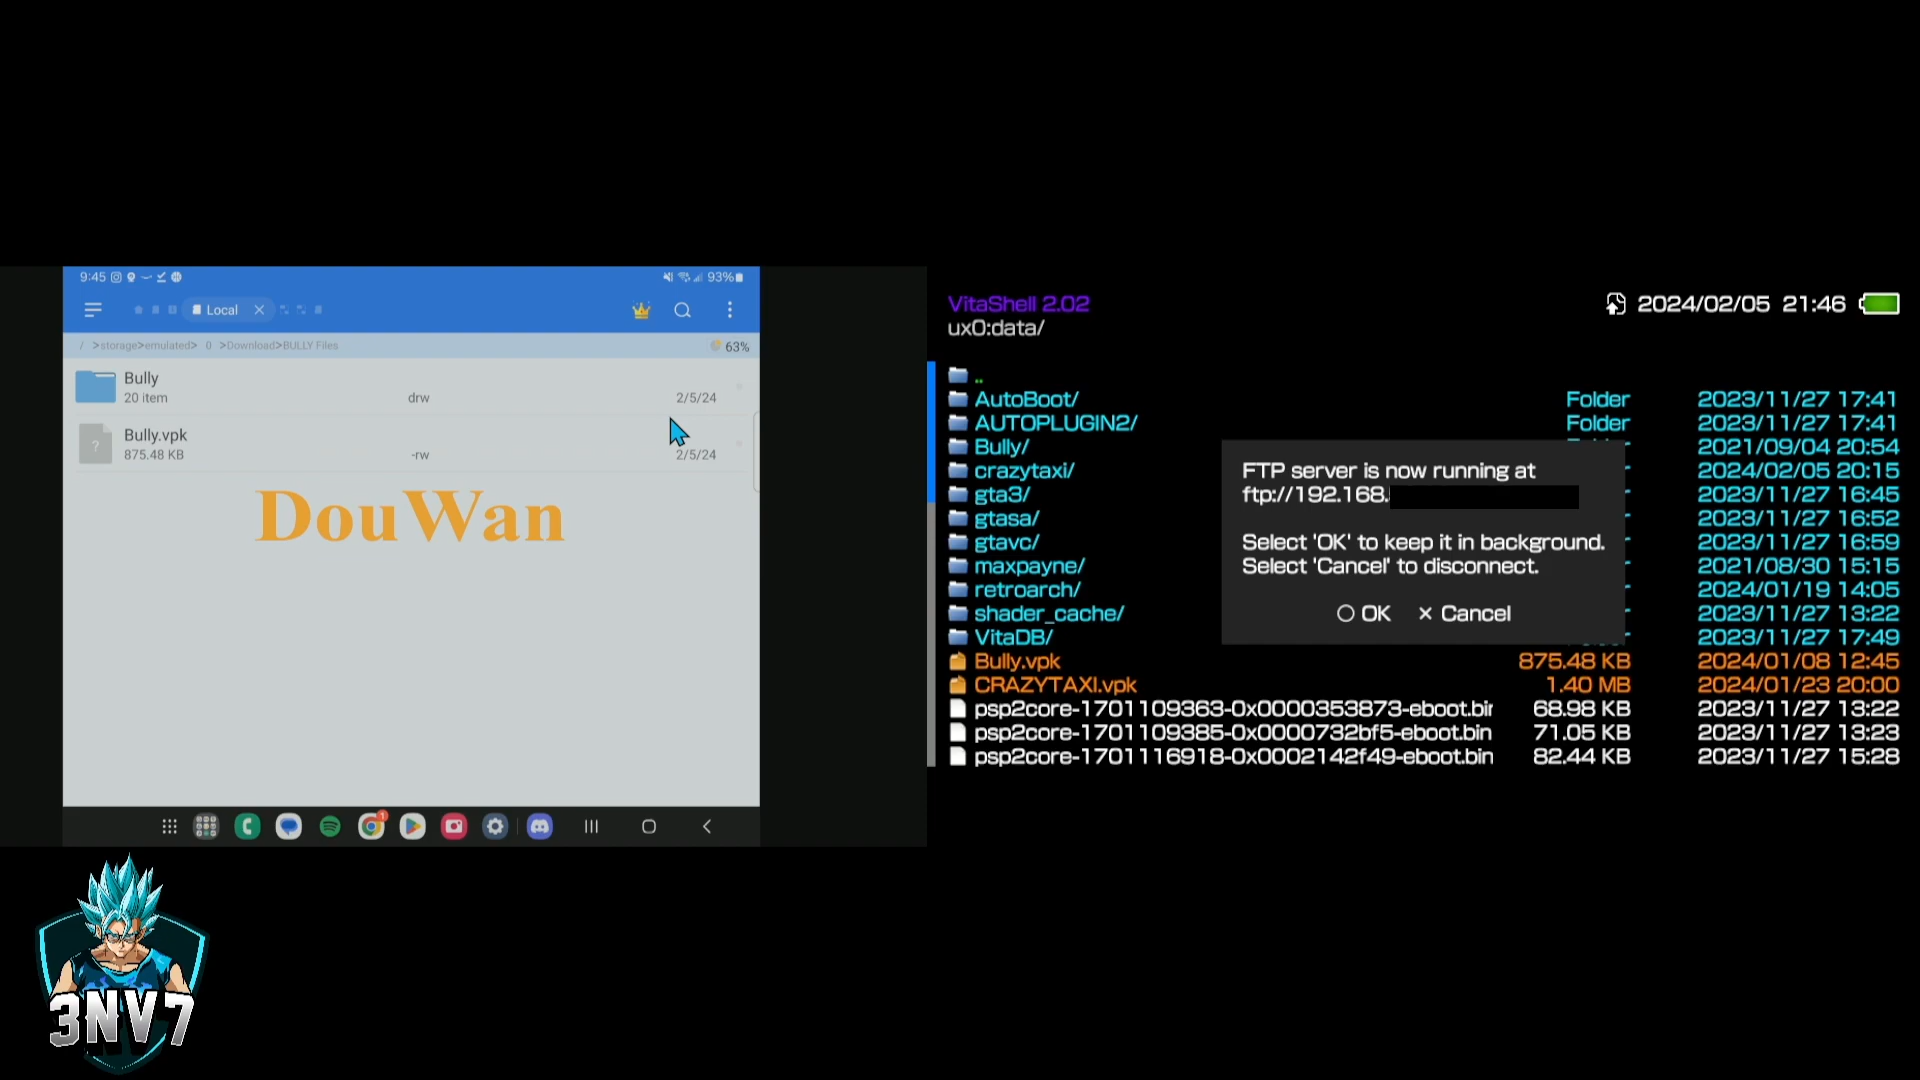 9:45
93%
Local
/ >storage>emulated> 0 >Download>BULLY Files
63%
Bully
20 item
drw
2/5/24
Bully.vpk
875.48 KB
-rw
2/5/24
?
DouWan
1
3NV7
VitaShell 2.02
2024/02/05 21:46
ux0:data/
..
AutoBoot/ Folder 2023/11/27 17:41
AUTOPLUGIN2/ Folder 2023/11/27 17:41
Bully/ 2021/09/04 20:54
crazytaxi/ 2024/02/05 20:15
gta3/ 2023/11/27 16:45
gtasa/ 2023/11/27 16:52
gtavc/ 2023/11/27 16:59
maxpayne/ 2021/08/30 15:15
retroarch/ 2024/01/19 14:05
shader_cache/ 2023/11/27 13:22
VitaDB/ 2023/11/27 17:49
Bully.vpk 875.48 KB 2024/01/08 12:45
CRAZYTAXI.vpk 1.40 MB 2024/01/23 20:00
psp2core-1701109363-0x0000353873-eboot.bin 68.98 KB 2023/11/27 13:22
psp2core-1701109385-0x0000732bf5-eboot.bin 71.05 KB 2023/11/27 13:23
psp2core-1701116918-0x0002142f49-eboot.bin 82.44 KB 2023/11/27 15:28
FTP server is now running at
ftp://192.168.
Select 'OK' to keep it in background.
Select 'Cancel' to disconnect.
OK × Cancel